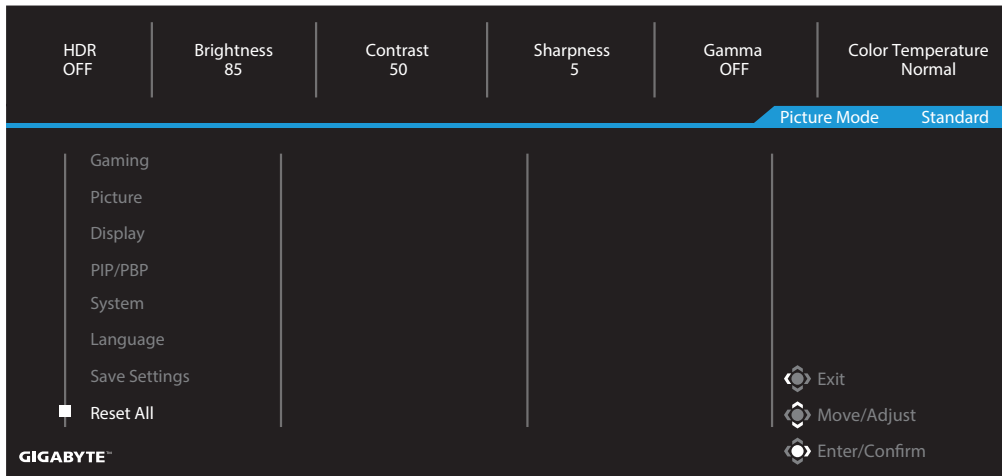 HDR
OFF
Brightness
85
Contrast
50
Sharpness
5
Gamma
OFF
Color Temperature
Normal
Picture Mode Standard
Gaming
Picture
Display
PIP/PBP
System
Language
Save Settings
Reset All
Exit
Move/Adjust
Enter/Confirm
GIGABYTE™